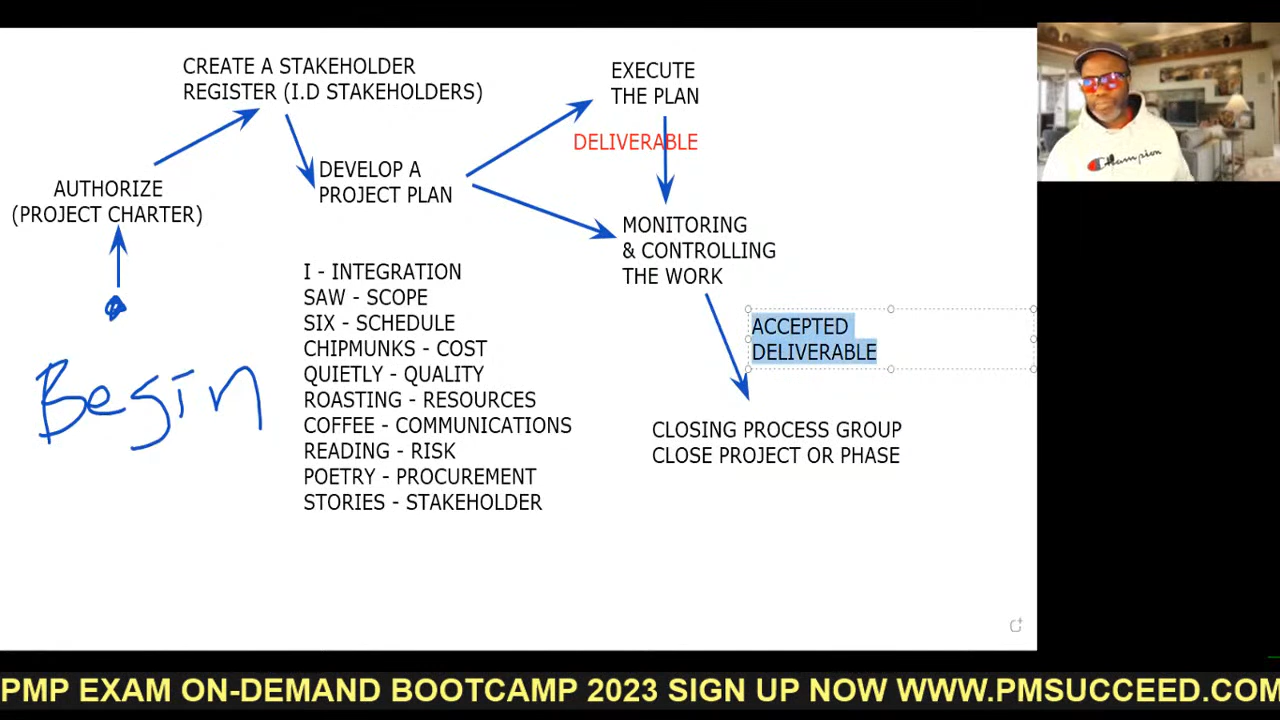 CREATE A STAKEHOLDER
REGISTER (I.D STAKEHOLDERS)
EXECUTE
THE PLAN
DELIVERABLE
DEVELOP A
PROJECT PLAN
AUTHORIZE
(PROJECT CHARTER)
MONITORING
& CONTROLLING
THE WORK
I - INTEGRATION
SAW - SCOPE
SIX - SCHEDULE
CHIPMUNKS - COST
QUIETLY - QUALITY
ROASTING - RESOURCES
COFFEE - COMMUNICATIONS
READING - RISK
POETRY - PROCUREMENT
STORIES - STAKEHOLDER
Begin
ACCEPTED
DELIVERABLE
CLOSING PROCESS GROUP
CLOSE PROJECT OR PHASE
Champion
PMP EXAM ON-DEMAND BOOTCAMP 2023 SIGN UP NOW WWW.PMSUCCEED.COM